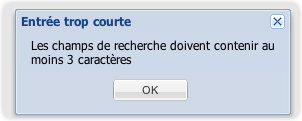 Entrée trop courte
Les champs de recherche doivent contenir au
moins 3 caractères
OK